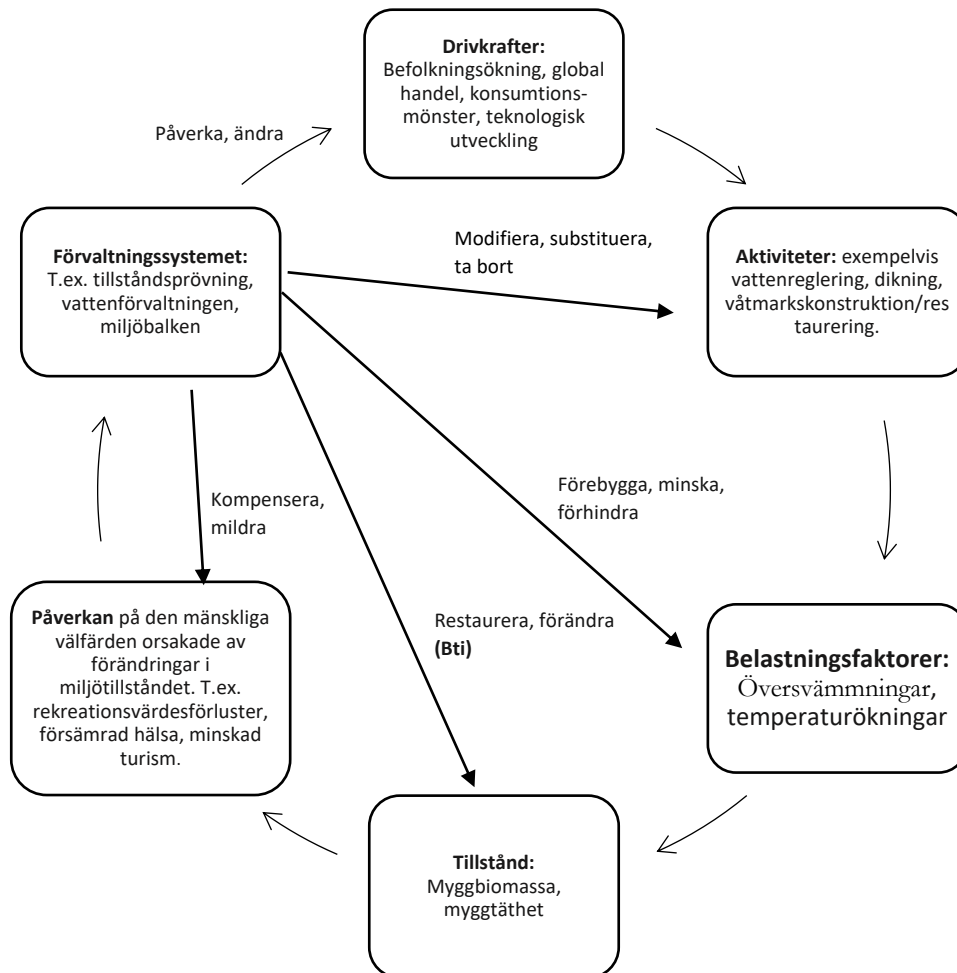 Drivkrafter:
Befolkningsökning, global
handel, konsumtions-
mönster, teknologisk
utveckling
Påverka, ändra
Förvaltningssystemet:
T.ex. tillståndsprövning,
vattenförvaltningen,
miljöbalken
Modifiera, substituera,
ta bort
Aktiviteter: exempelvis
vattenreglering, dikning,
våtmarkskonstruktion/res
taurering.
Kompensera,
mildra
Förebygga, minska,
förhindra
Påverkan på den mänskliga
välfärden orsakade av
förändringar i
miljötillståndet. T.ex.
rekreationsvärdesförluster,
försämrad hälsa, minskad
turism.
Restaurera, förändra
(Bti)
Belastningsfaktorer:
Översvämmningar,
temperaturökningar
Tillstånd:
Myggbiomassa,
myggtäthet